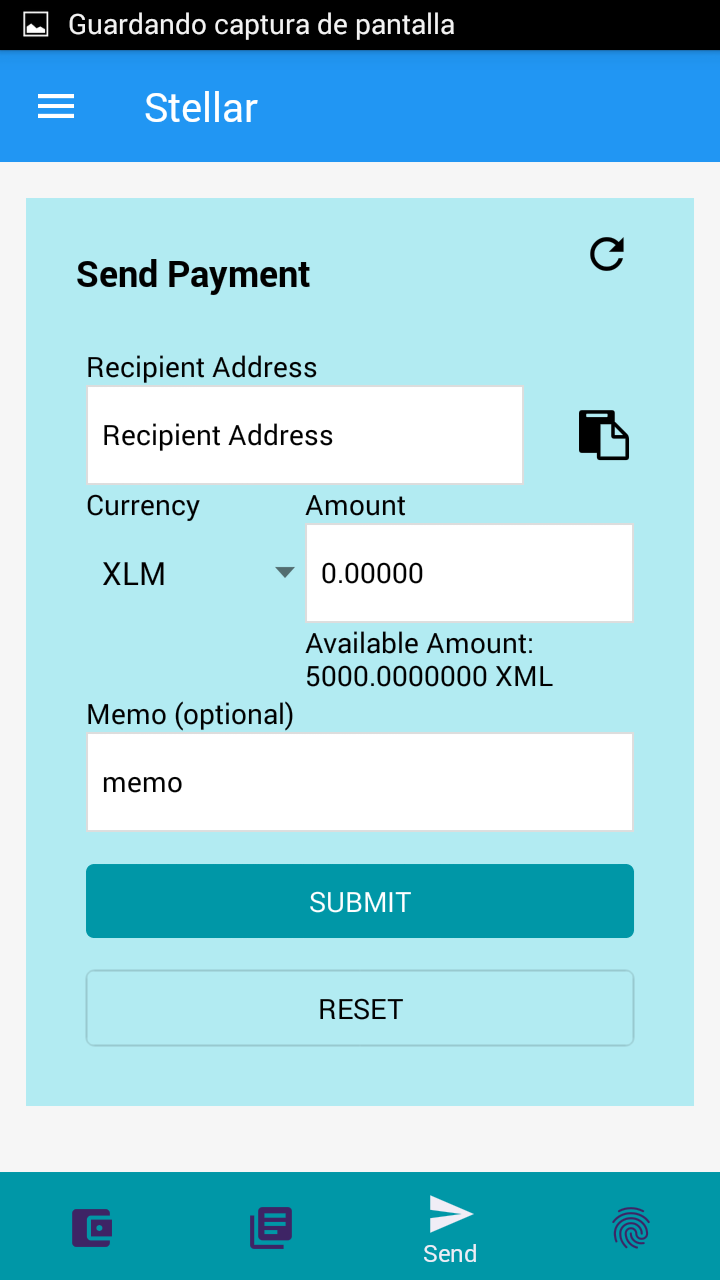 Guardando captura de pantalla
Stellar
Send Payment
Recipient Address
Recipient Address
Currency
Amount
XLM
0.00000
Available Amount:
5000.0000000 XML
Memo (optional)
memo
SUBMIT
RESET
Send